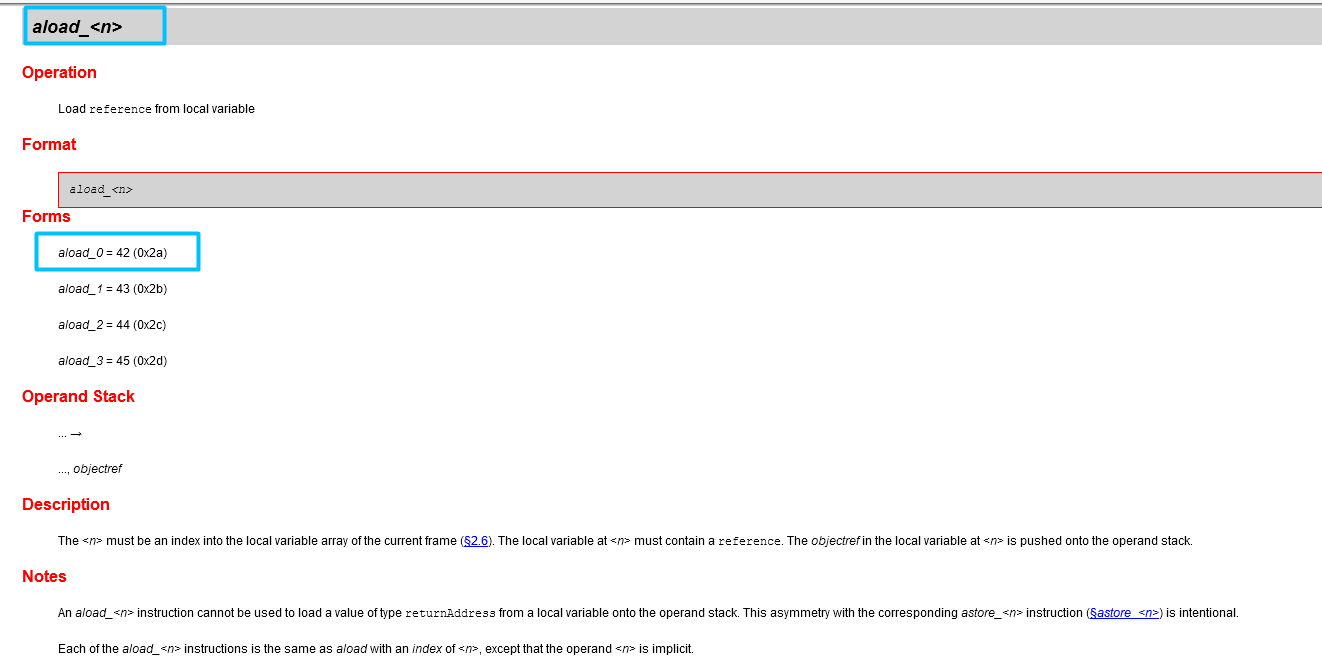 aload_<n>
Operation
Load reference from local variable
Format
aload_<n>
Forms
aload_0 = 42 (0x2a)
aload_1 = 43 (0x2b)
aload_2 = 44 (0x2c)
aload_3 = 45 (0x2d)
Operand Stack
... →
..., objectref
Description
The <n> must be an index into the local variable array of the current frame (§2.6). The local variable at <n> must contain a reference. The objectref in the local variable at <n> is pushed onto the operand stack.
Notes
An aload_<n> instruction cannot be used to load a value of type returnAddress from a local variable onto the operand stack. This asymmetry with the corresponding astore_<n> instruction (§astore_<n>) is intentional.
Each of the aload_<n> instructions is the same as aload with an index of <n>, except that the operand <n> is implicit.